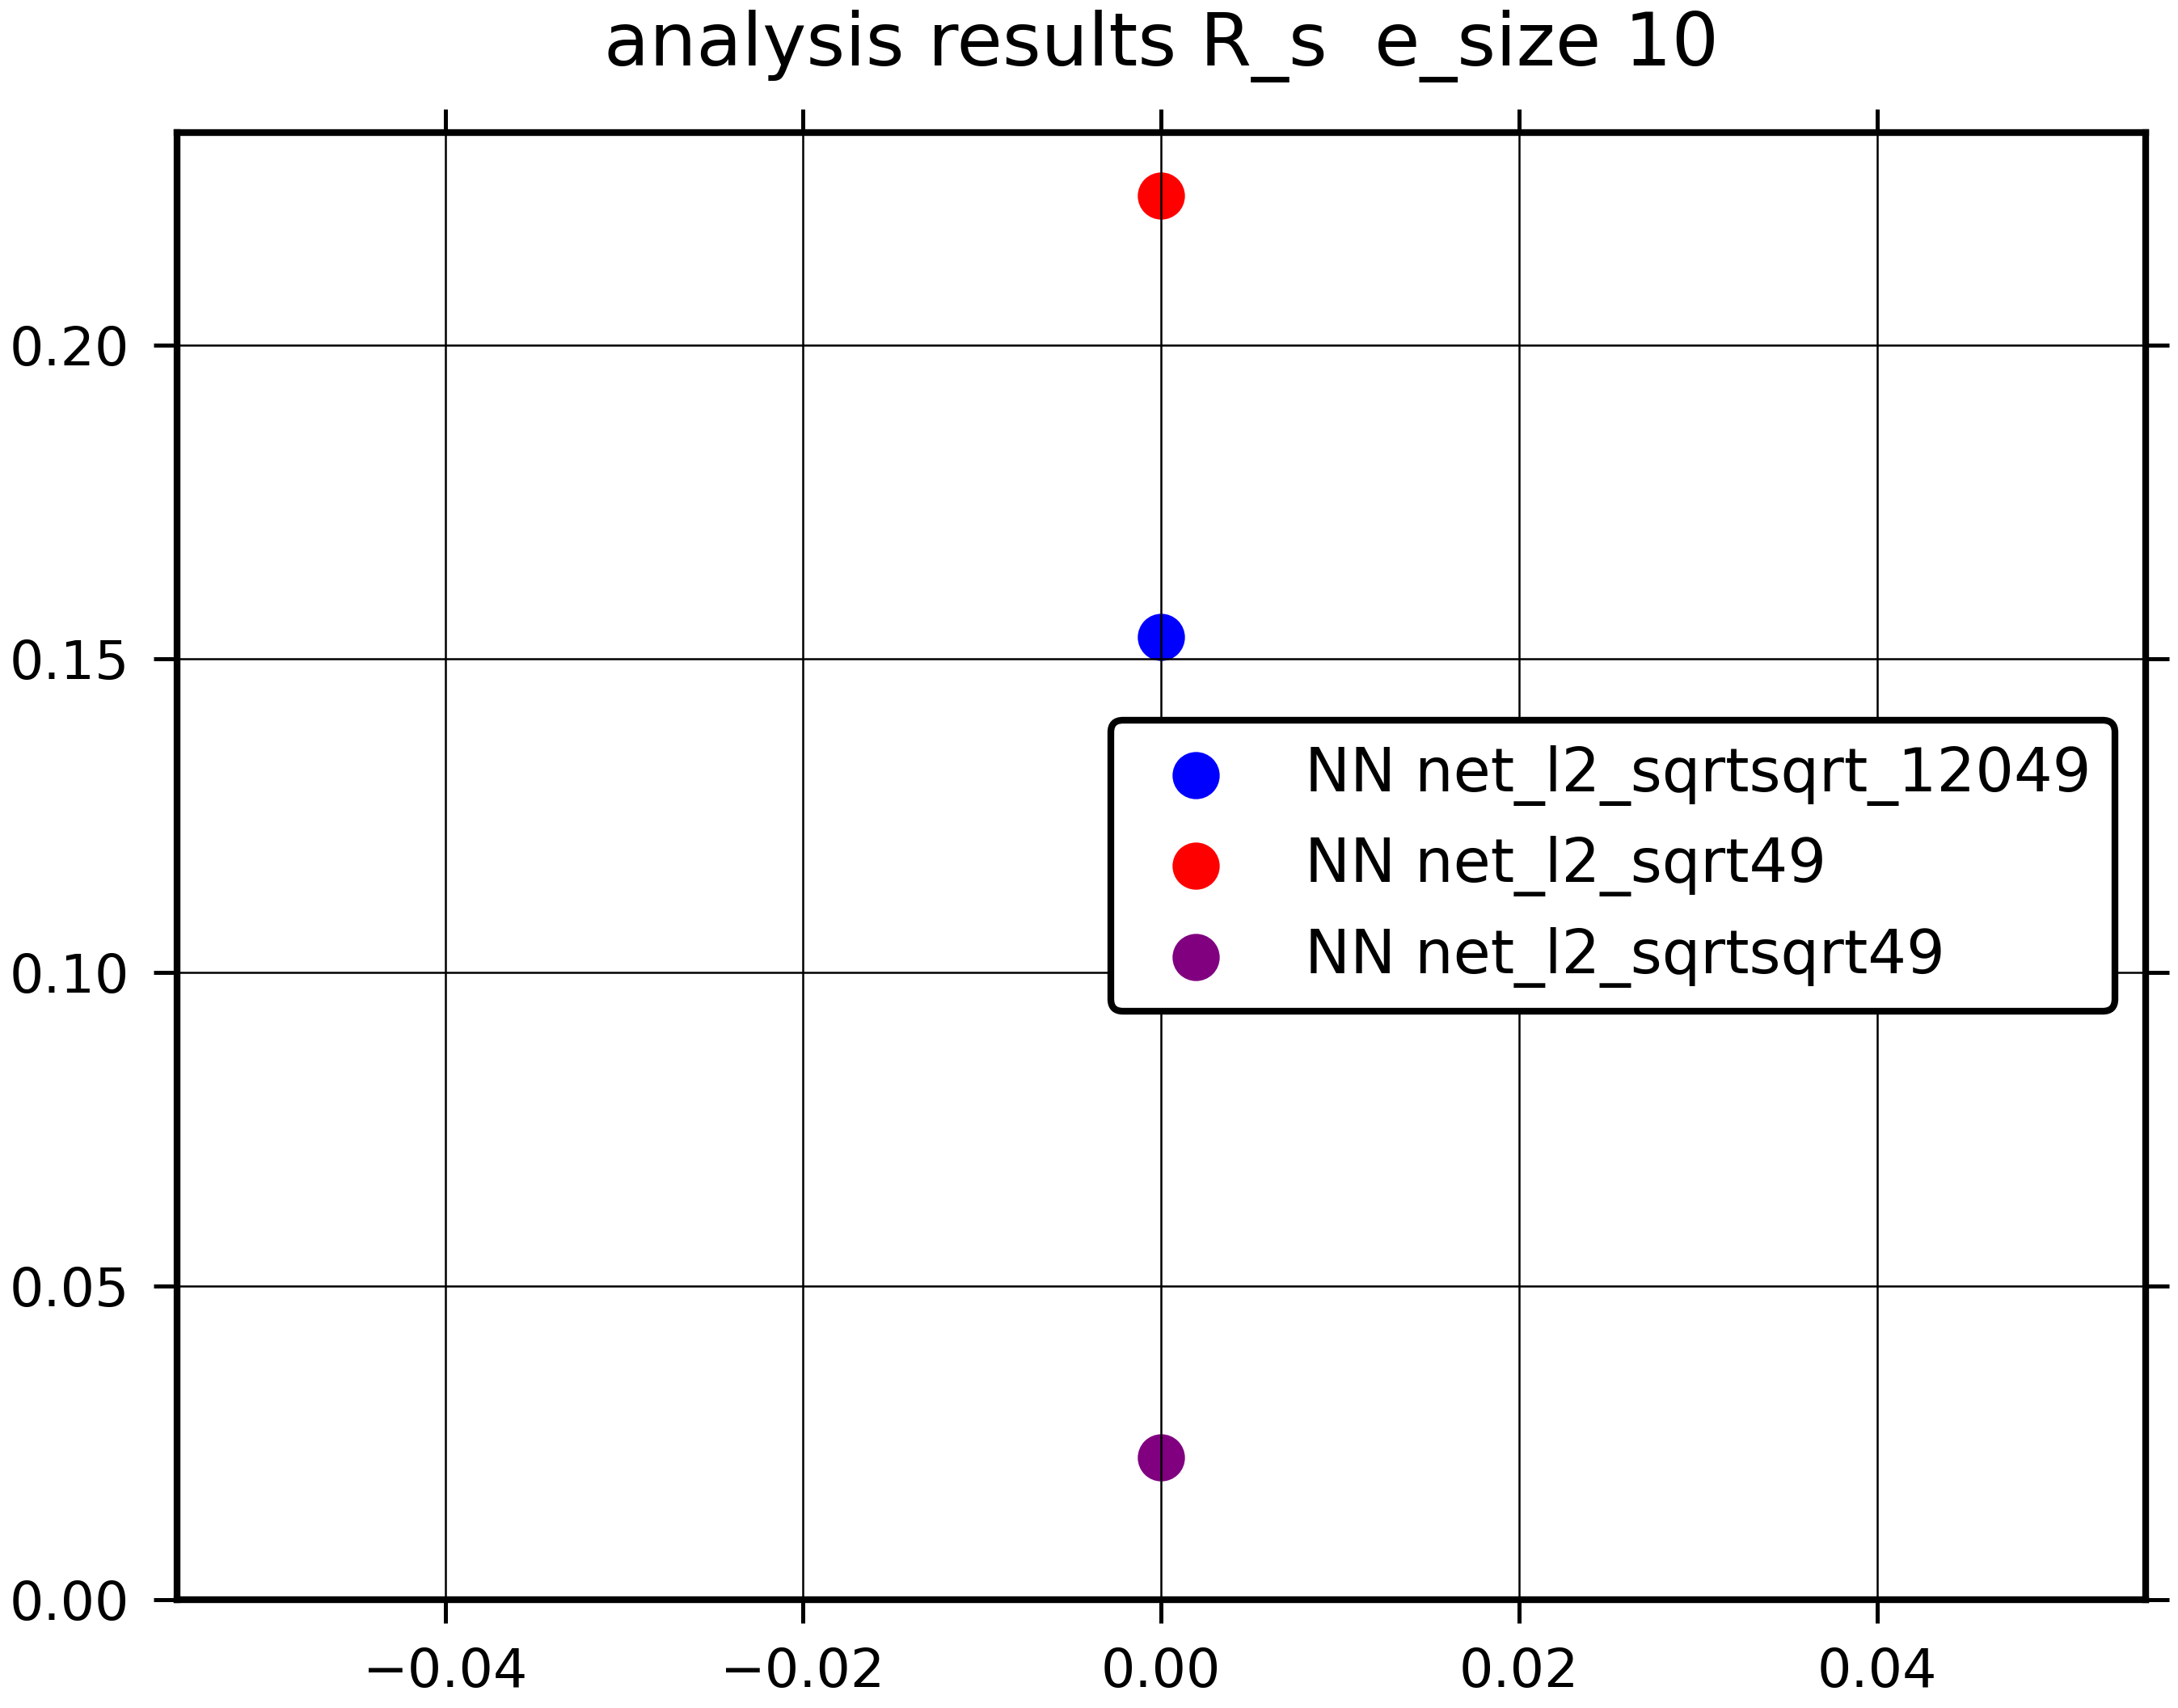 analysis results R_s  e_size 10
0.20
0.15
0.10
0.05
0.00
NN net_l2_sqrtsqrt_12049
NN net_l2_sqrt49
NN net_l2_sqrtsqrt49
−0.04
−0.02
0.00
0.02
0.04